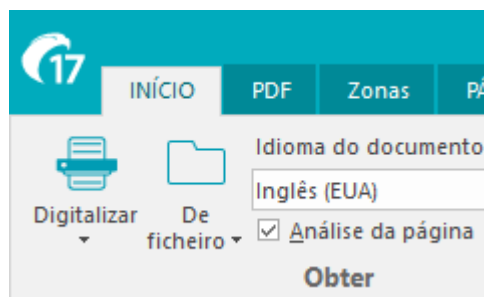 17
INÍCIO PDF Zonas
Idioma do documento
Inglês (EUA)
Digitalizar
De ficheiro
Análise da página
Obter